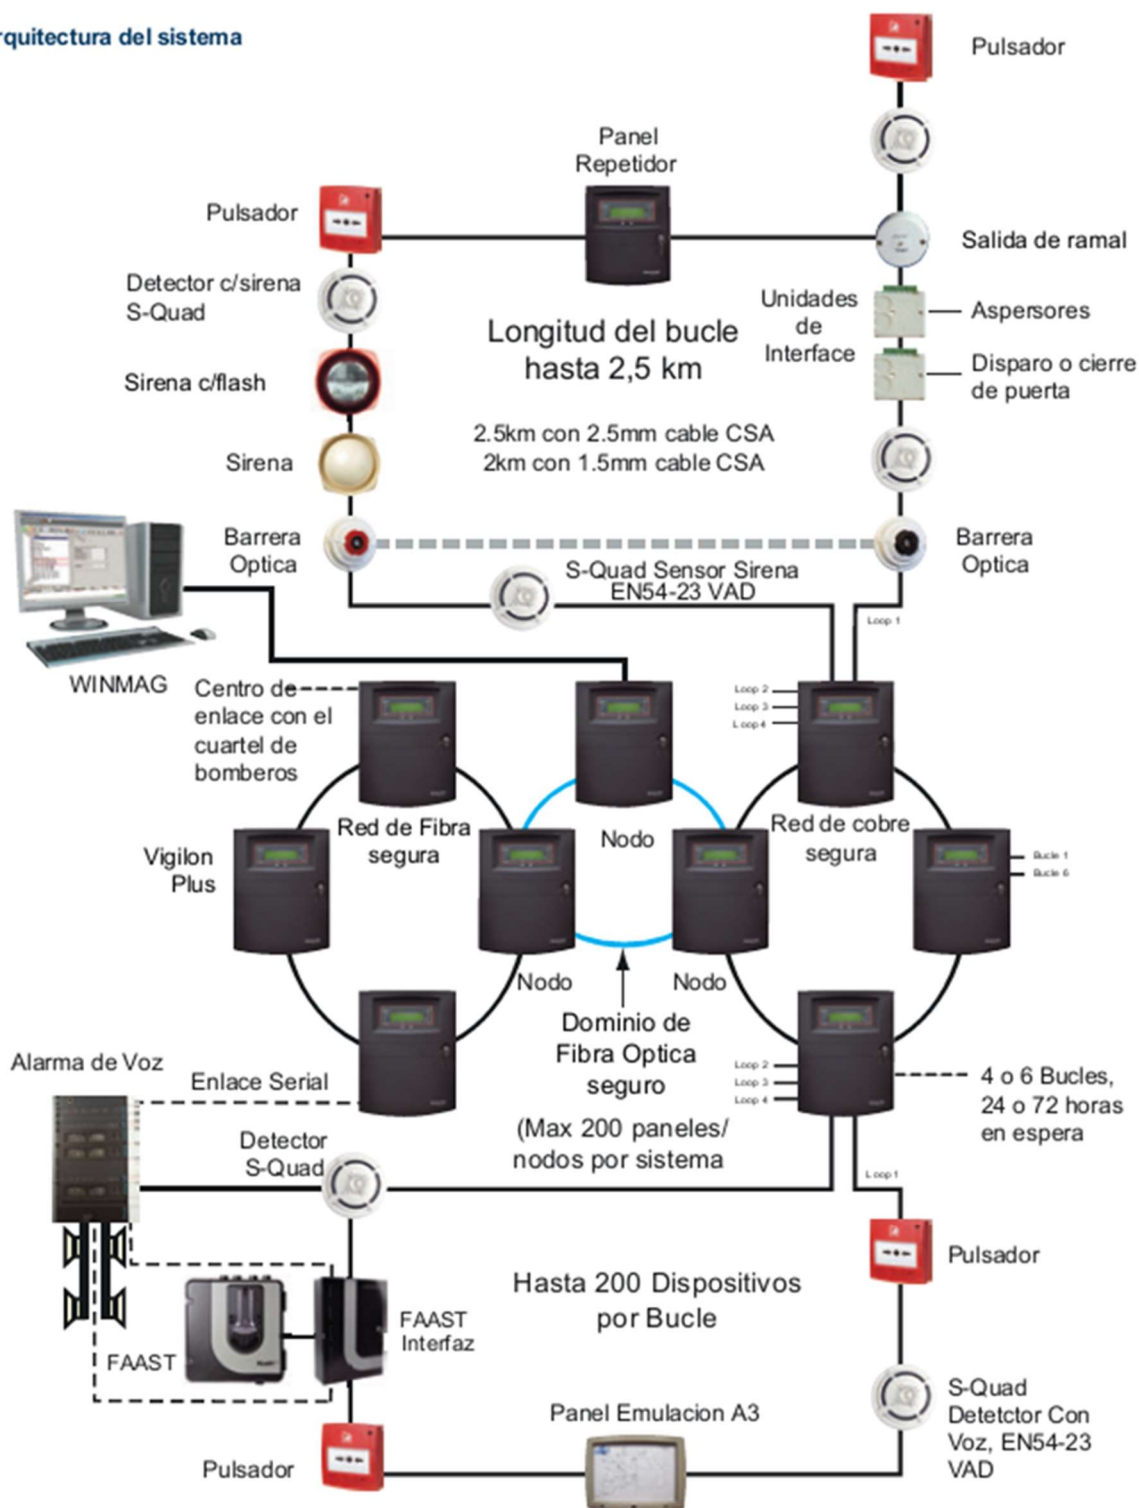 rquitectura del sistema
Pulsador
Panel
Repetidor
Pulsador
Salida de ramal
Detector c/sirena
S-Quad
Unidades
de
Interface
Aspersores
Longitud del bucle
hasta 2,5 km
Disparo o cierre
de puerta
Sirena c/flash
2.5km con 2.5mm cable CSA
2km con 1.5mm cable CSA
Sirena
Barrera
Optica
Barrera
Optica
S-Quad Sensor Sirena
EN54-23 VAD
Loop 1
WINMAG
Centro de
enlace con el
cuartel de
bomberos
Loop 2
Loop 3
Loop 4
Red de Fibra
segura
Nodo
Red de cobre
segura
Vigilon
Plus
Bucle 1
Bucle 6
Nodo
Nodo
Dominio de
Fibra Optica
seguro
(Max 200 paneles/
nodos por sistema
Alarma de Voz
Enlace Serial
Loop 2
Loop 3
Loop 4
4 o 6 Bucles,
24 o 72 horas
en espera
Detector
S-Quad
Loop 1
Pulsador
Hasta 200 Dispositivos
por Bucle
FAAST
Interfaz
FAAST
Panel Emulacion A3
S-Quad
Detetctor Con
Voz, EN54-23
VAD
Pulsador